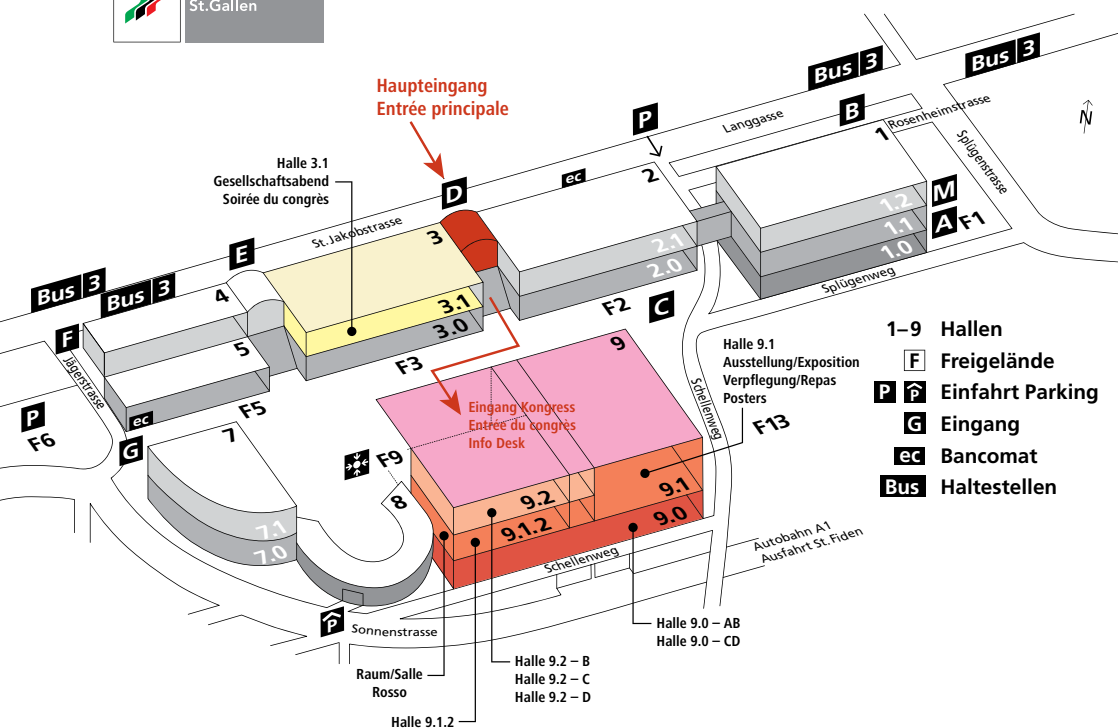 St.Gallen
Haupteingang
Entrée principale
Bus 3
Bus 3
P
Langgasse
B
Rosenheimstrasse
N
Splügenstrasse
1
1.2
1.1
1.0
M
A
F1
Splügenweg
Halle 3.1
Gesellschaftsabend
Soirée du congrès
D
ec
2
2.1
2.0
F2
C
St.Jakobstrasse
E
3
3.1
3.0
F3
Bus 3
Bus 3
4
F
5
Jägerstrasse
ec
F5
P
F6
G
7
7.1
7.0
F9
8
9
Eingang Kongress
Entrée du congrès
Info Desk
9.2
9.1
9.1.2
9.0
Halle 9.1
Ausstellung/Exposition
Verpflegung/Repas
Posters
F13
Schellenweg
Schellenweg
Autobahn A1
Ausfahrt St.Fiden
P
Sonnenstrasse
Raum/Salle
Rosso
Halle 9.1.2
Halle 9.2 – B
Halle 9.2 – C
Halle 9.2 – D
Halle 9.0 – AB
Halle 9.0 – CD
1–9 Hallen
F Freigelände
P P Einfahrt Parking
G Eingang
ec Bancomat
Bus Haltestellen